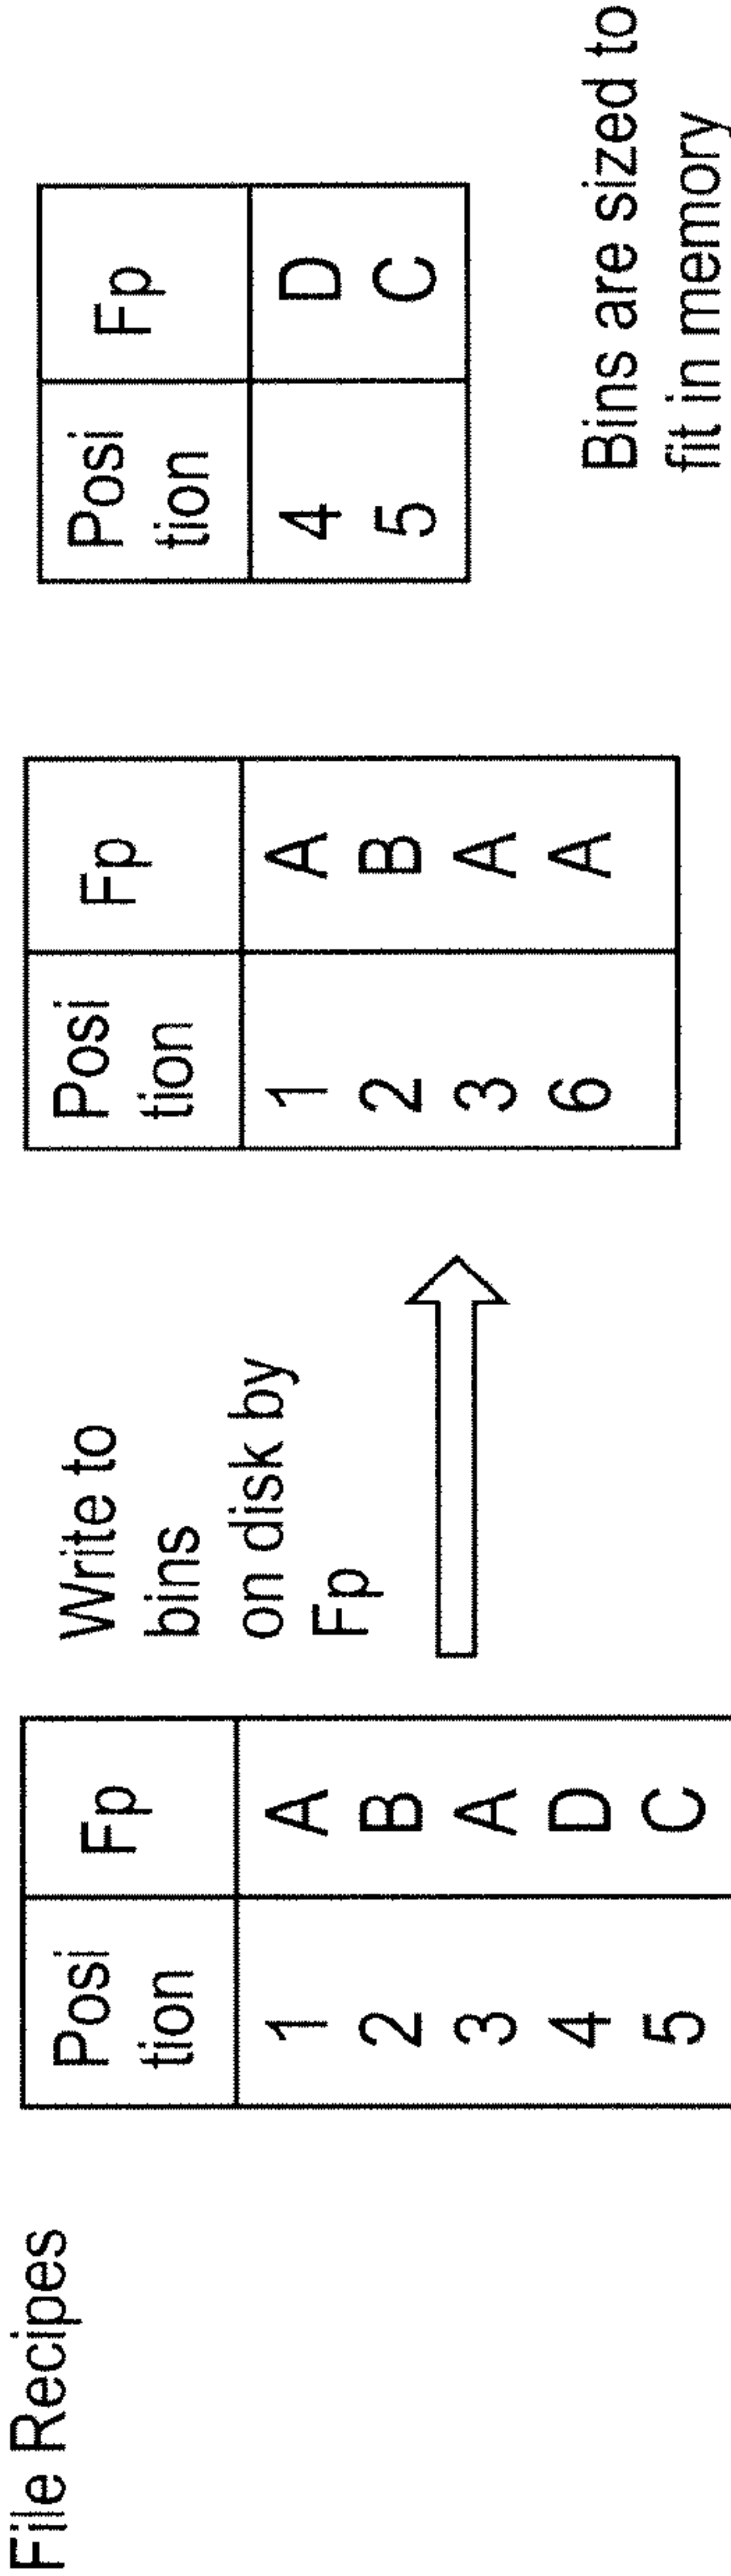 File Recipes
Posi
tion Fp
1 A
2 B
3 A
4 D
5 C
Write to
bins
on disk by
Fp
Posi
tion Fp
1 A
2 B
3 A
6 A
Posi
tion Fp
4 D
5 C
Bins are sized to
fit in memory